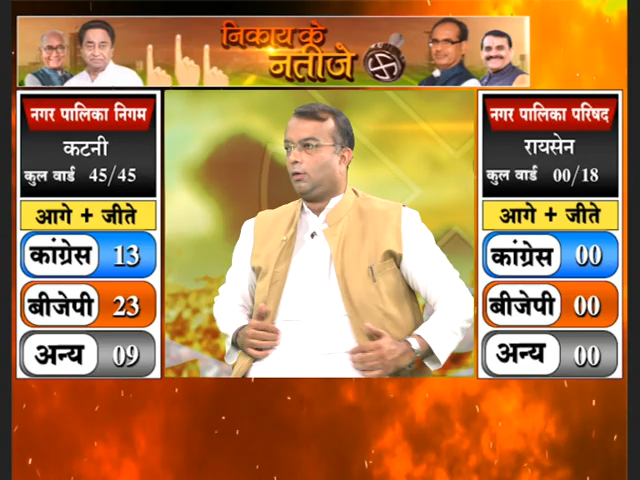 निकाय के
नतीजे
नगर पालिका निगम
कटनी
कुल वार्ड 45/45
आगे + जीते
कांग्रेस 13
बीजेपी 23
अन्य 09
नगर पालिका परिषद
रायसेन
कुल वार्ड 00/18
आगे + जीते
कांग्रेस 00
बीजेपी 00
अन्य 00